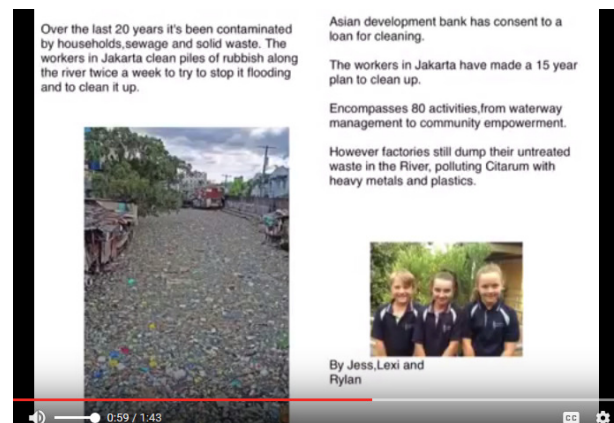 Over the last 20 years it's been contaminated
by households,sewage and solid waste. The
workers in Jakarta clean piles of rubbish along
the river twice a week to try to stop it flooding
and to clean it up.
Asian development bank has consent to a
loan for cleaning.
The workers in Jakarta have made a 15 year
plan to clean up.
Encompasses 80 activities,from waterway
management to community empowerment.
However factories still dump their untreated
waste in the River, polluting Citarum with
heavy metals and plastics.
By Jess,Lexi and
Rylan
0:59 / 1:43
CC